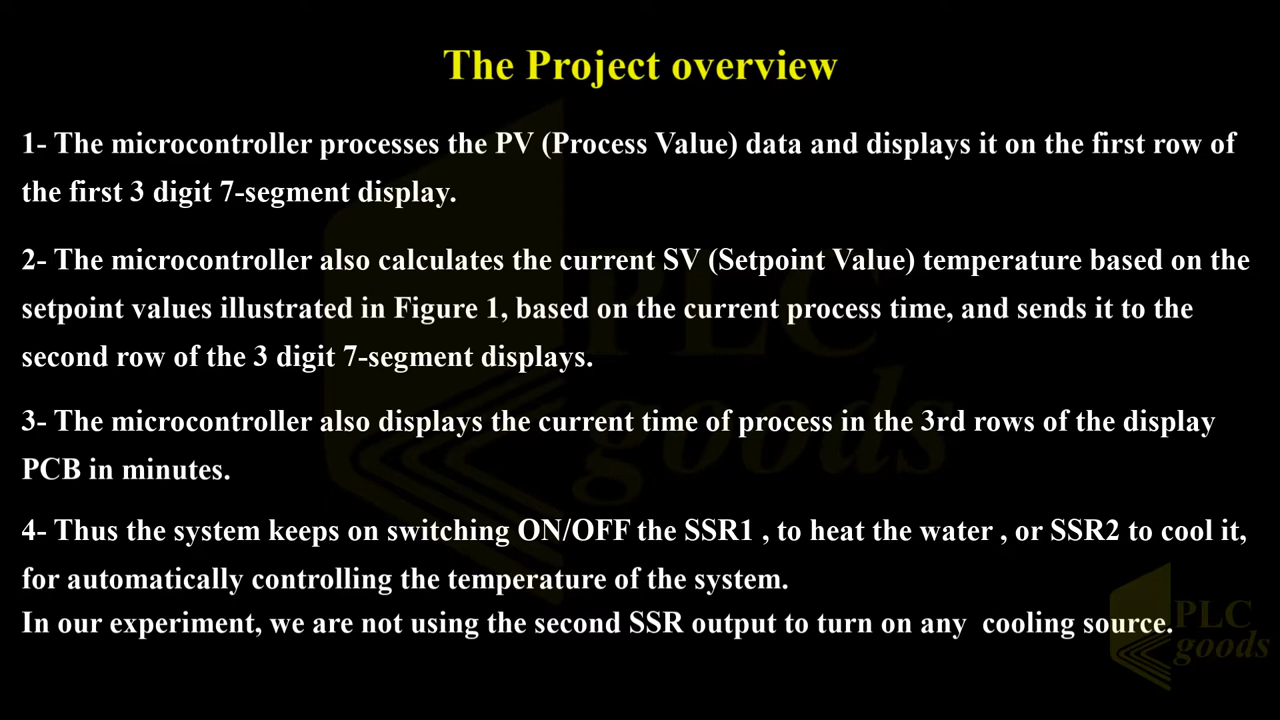 The Project overview
1- The microcontroller processes the PV (Process Value) data and displays it on the first row of
the first 3 digit 7-segment display.
2- The microcontroller also calculates the current SV (Setpoint Value) temperature based on the
setpoint values illustrated in Figure 1, based on the current process time, and sends it to the
second row of the 3 digit 7-segment displays.
3- The microcontroller also displays the current time of process in the 3rd rows of the display
PCB in minutes.
4- Thus the system keeps on switching ON/OFF the SSR1 , to heat the water , or SSR2 to cool it,
for automatically controlling the temperature of the system.
In our experiment, we are not using the second SSR output to turn on any  cooling source.
PLC
goods
PLC
goods